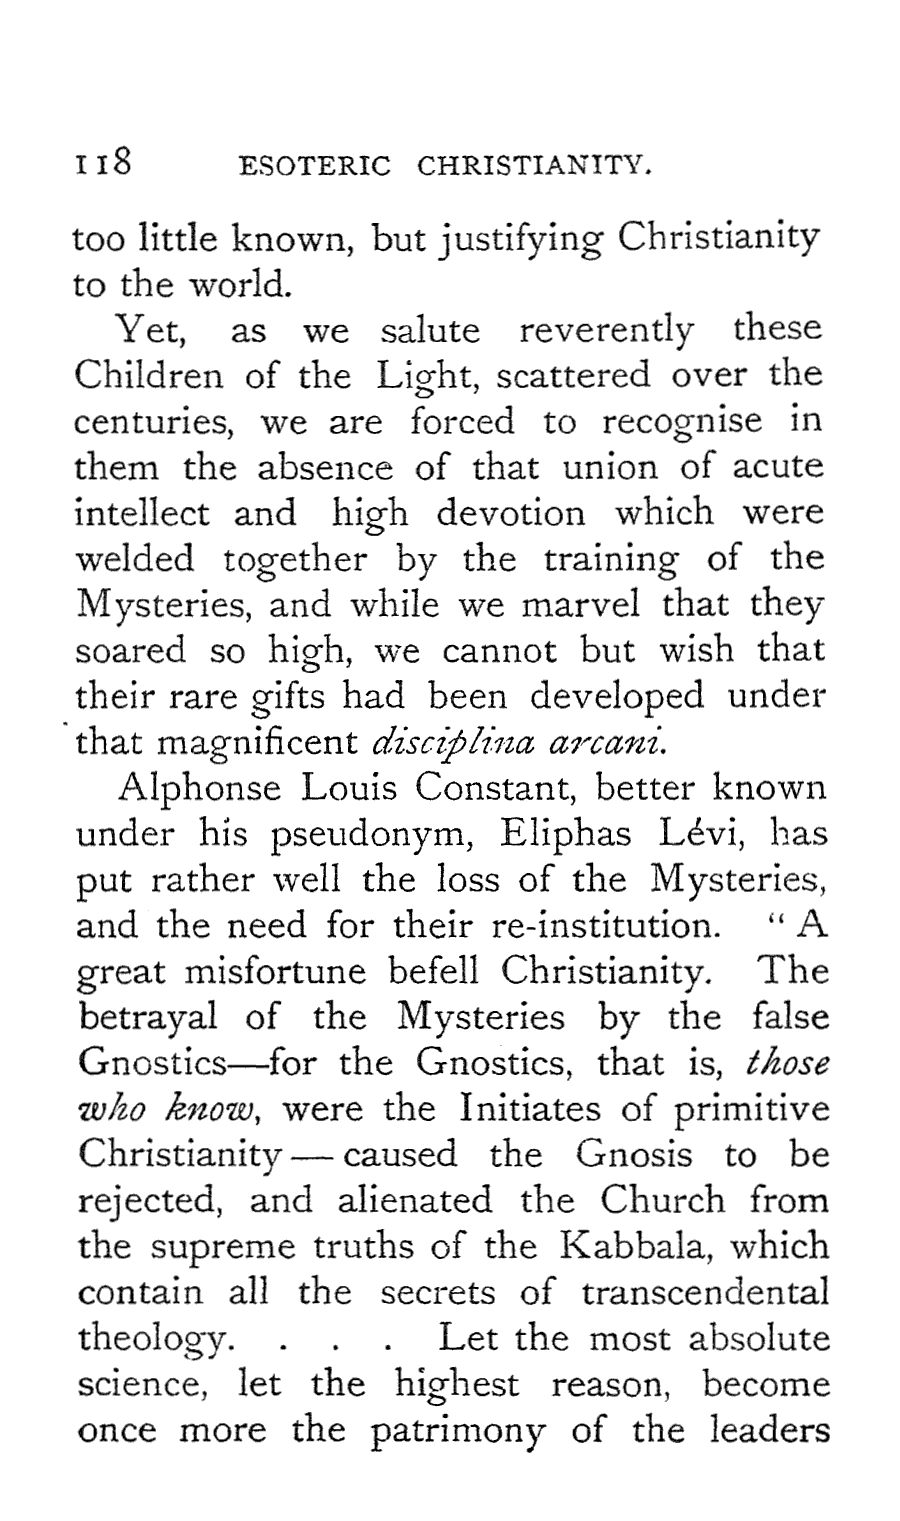 118 ESOTERIC CHRISTIANITY.
too little known, but justifying Christianity
to the world.
Yet, as we salute reverently these
Children of the Light, scattered over the
centuries, we are forced to recognise in
them the absence of that union of acute
intellect and high devotion which were
welded together by the training of the
Mysteries, and while we marvel that they
soared so high, we cannot but wish that
their rare gifts had been developed under
that magnificent disciplina arcani.
Alphonse Louis Constant, better known
under his pseudonym, Eliphas Lévi, has
put rather well the loss of the Mysteries,
and the need for their re-institution. “ A
great misfortune befell Christianity. The
betrayal of the Mysteries by the false
Gnostics—for the Gnostics, that is, those
who know, were the Initiates of primitive
Christianity — caused the Gnosis to be
rejected, and alienated the Church from
the supreme truths of the Kabbala, which
contain all the secrets of transcendental
theology. . . . Let the most absolute
science, let the highest reason, become
once more the patrimony of the leaders